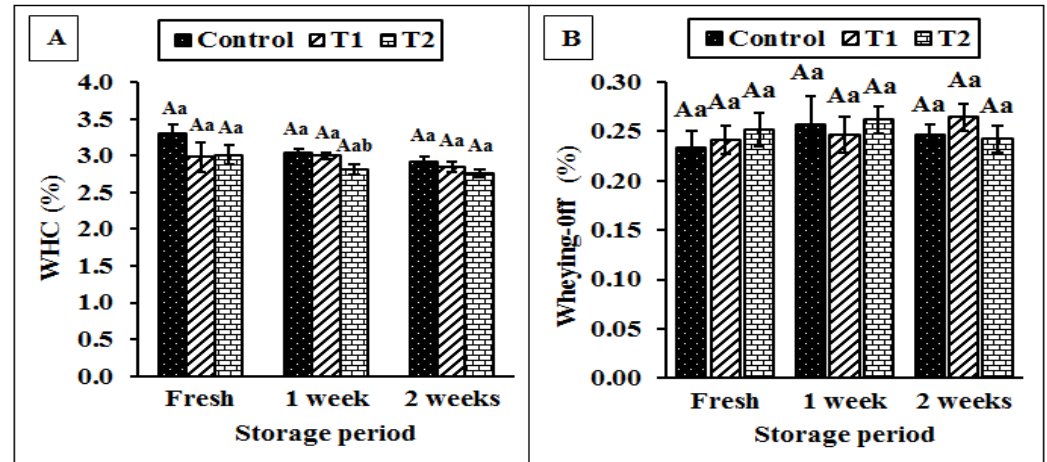 A
Control T1 T2
4.0
3.5
3.0
2.5
2.0
1.5
1.0
0.5
0.0
WHC (%)
Aa Aa Aa
Aa Aa Aab
Aa Aa Aa
Fresh 1 week 2 weeks
Storage period
B
Control T1 T2
0.30
0.25
0.20
0.15
0.10
0.05
0.00
Wheying-0ff (%)
Aa Aa Aa
Aa Aa Aa
Aa Aa Aa
Fresh 1 week 2 weeks
Storage period